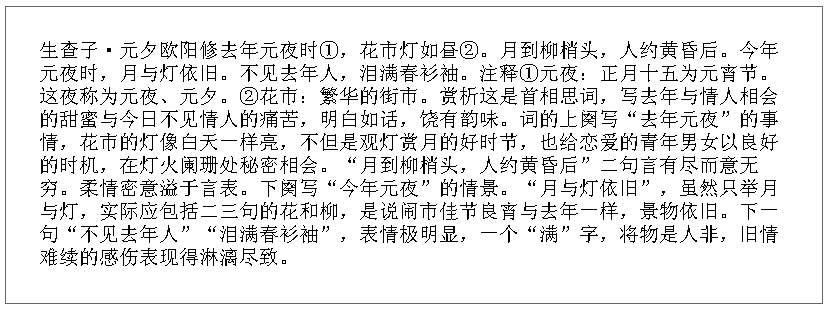 生查子·元夕欧阳修去年元夜时①，花市灯如昼②。月到柳梢头，人约黄昏后。今年
元夜时，月与灯依旧。不见去年人，泪满春衫袖。注释①元夜：正月十五为元宵节。
这夜称为元夜、元夕。②花市：繁华的街市。赏析这是首相思词，写去年与情人相会
的甜蜜与今日不见情人的痛苦，明白如话，饶有韵味。词的上阕写“去年元夜”的事
情，花市的灯像白天一样亮，不但是观灯赏月的好时节，也给恋爱的青年男女以良好
的时机，在灯火阑珊处秘密相会。“月到柳梢头，人约黄昏后”二句言有尽而意无
穷。柔情密意溢于言表。下阕写“今年元夜”的情景。“月与灯依旧”，虽然只举月
与灯，实际应包括二三句的花和柳，是说闹市佳节良宵与去年一样，景物依旧。下一
句“不见去年人”“泪满春衫袖”，表情极明显，一个“满”字，将物是人非，旧情
难续的感伤表现得淋漓尽致。